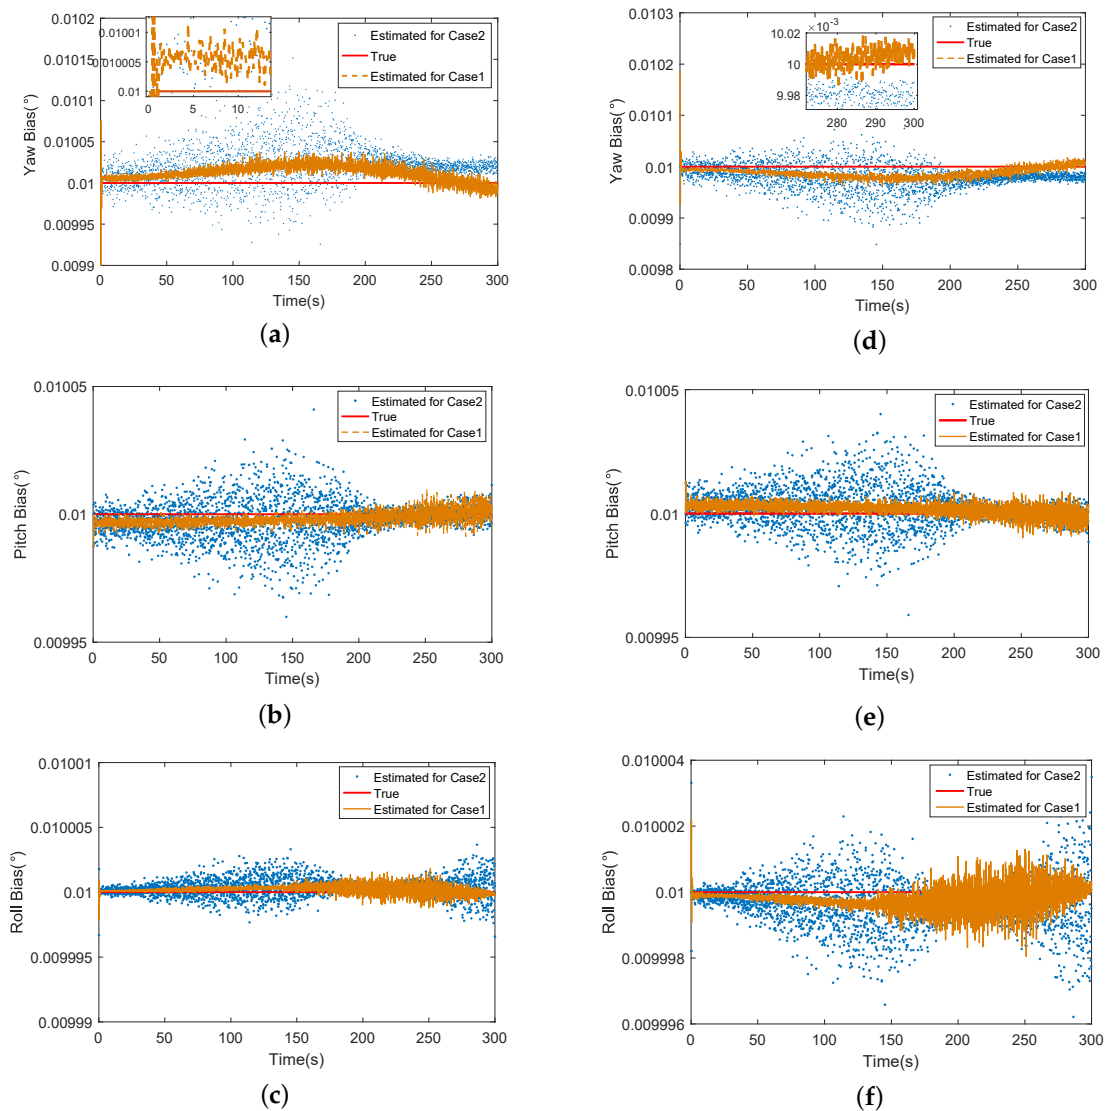 0.0102
0.0101
0.01005
0.01
0.00995
0.0099
Yaw Bias(°)
0 50 100 150 200 250 300
Time(s)
0.01001
0.010005
0.01
0 5 10
Estimated for Case2
True
Estimated for Case1
(a)
0.0103
0.0102
0.0101
0.01
0.0099
0.0098
Yaw Bias(°)
0 50 100 150 200 250 300
Time(s)
× 10⁻³
10.02
10
9.98
280 290 300
Estimated for Case2
True
Estimated for Case1
(d)
0.01005
0.01
0.00995
Pitch Bias(°)
0 50 100 150 200 250 300
Time(s)
Estimated for Case2
True
Estimated for Case1
(b)
0.01005
0.01
0.00995
Pitch Bias(°)
0 50 100 150 200 250 300
Time(s)
Estimated for Case2
True
Estimated for Case1
(e)
0.01001
0.010005
0.01
0.009995
0.00999
Roll Bias(°)
0 50 100 150 200 250 300
Time(s)
Estimated for Case2
True
Estimated for Case1
(c)
0.010004
0.010002
0.01
0.009998
0.009996
Roll Bias(°)
0 50 100 150 200 250 300
Time(s)
Estimated for Case2
True
Estimated for Case1
(f)